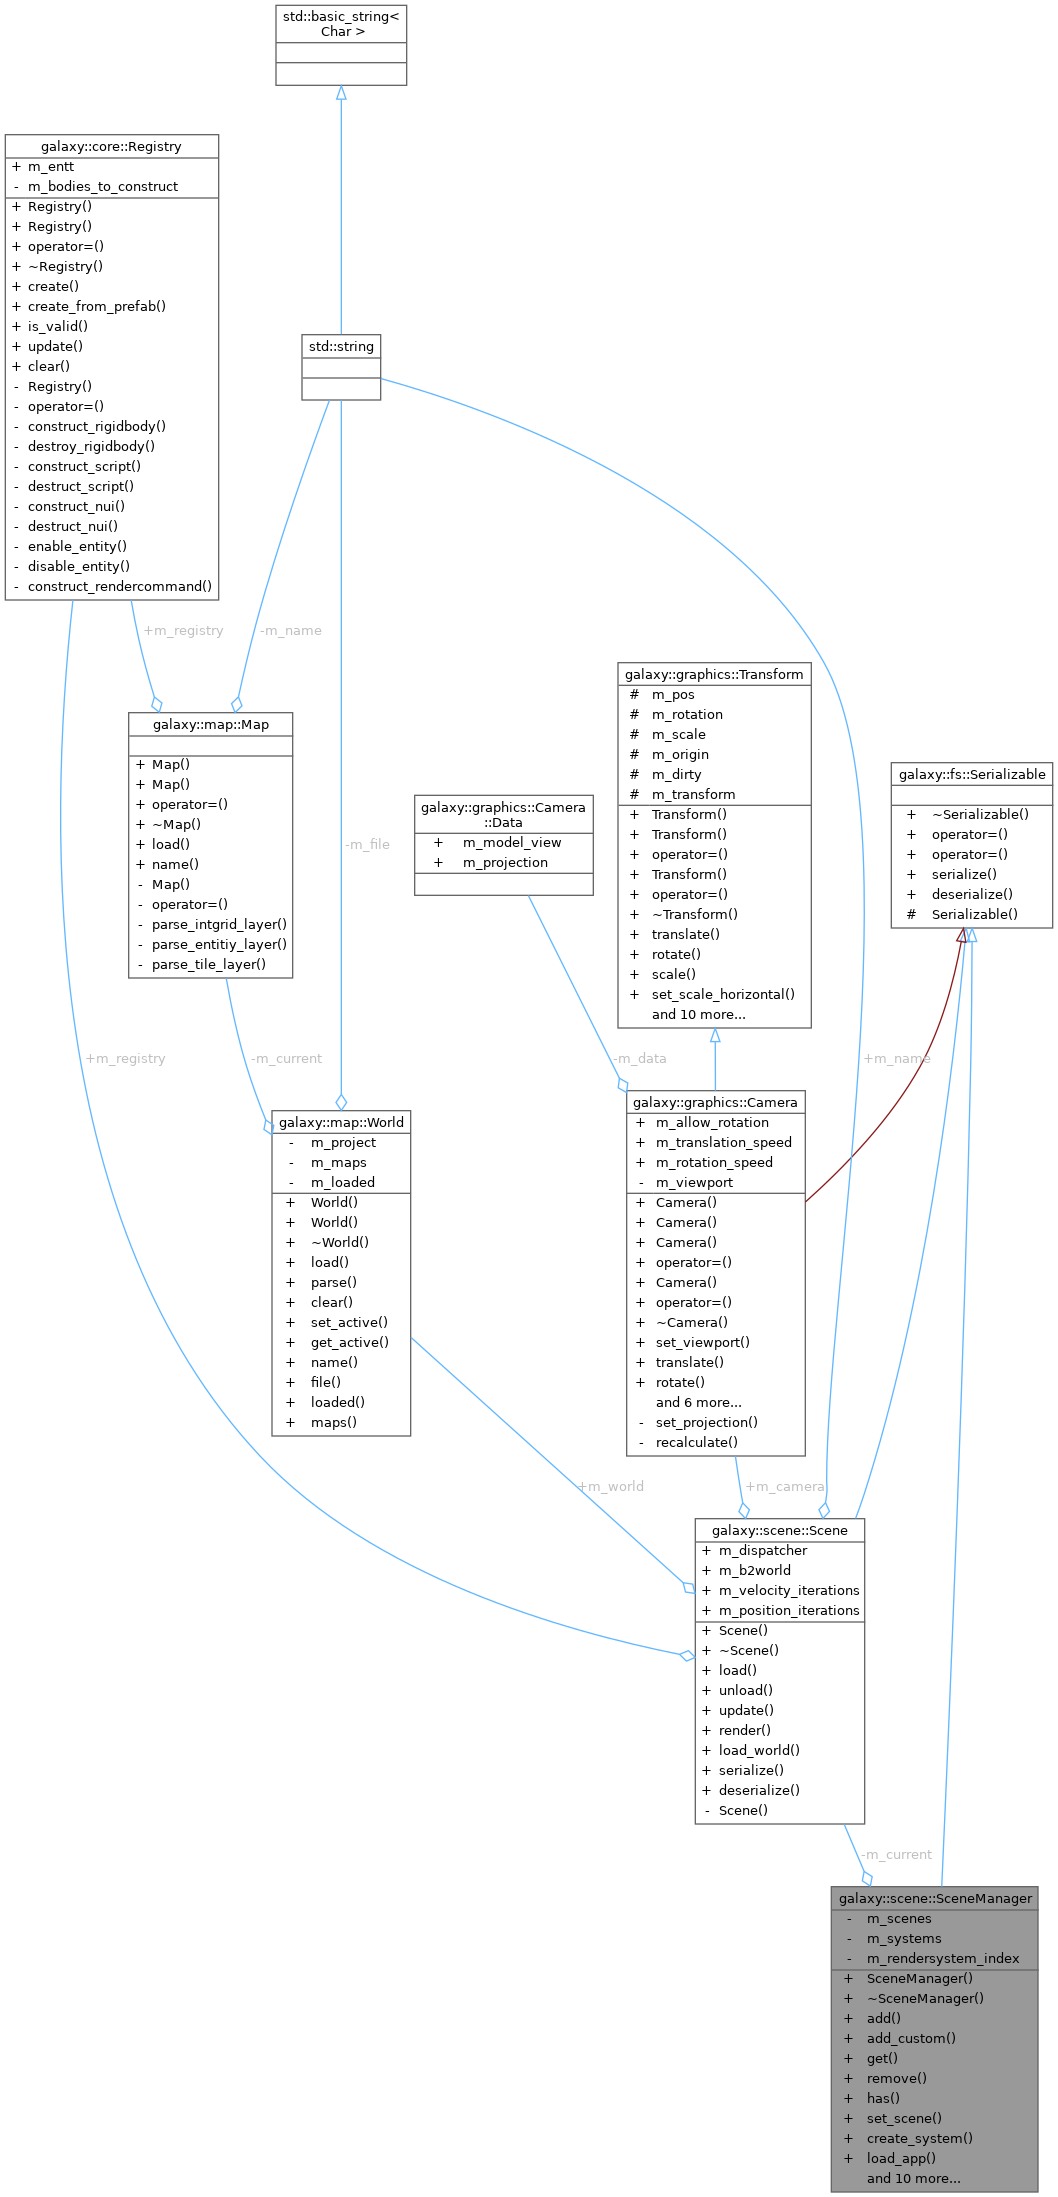 std::basic_string<
Char >
galaxy::core::Registry
+ m_entt
- m_bodies_to_construct
+ Registry()
+ Registry()
+ operator=()
+ ~Registry()
+ create()
+ create_from_prefab()
+ is_valid()
+ update()
+ clear()
- Registry()
- operator=()
- construct_rigidbody()
- destroy_rigidbody()
- construct_script()
- destruct_script()
- construct_nui()
- destruct_nui()
- enable_entity()
- disable_entity()
- construct_rendercommand()
std::string
+m_registry
-m_name
galaxy::map::Map
+ Map()
+ Map()
+ operator=()
+ ~Map()
+ load()
+ name()
- Map()
- operator=()
- parse_intgrid_layer()
- parse_entitiy_layer()
- parse_tile_layer()
-m_file
galaxy::graphics::Camera
::Data
+ m_model_view
+ m_projection
galaxy::graphics::Transform
# m_pos
# m_rotation
# m_scale
# m_origin
# m_dirty
# m_transform
+ Transform()
+ Transform()
+ operator=()
+ Transform()
+ operator=()
+ ~Transform()
+ translate()
+ rotate()
+ scale()
+ set_scale_horizontal()
and 10 more...
galaxy::fs::Serializable
+ ~Serializable()
+ operator=()
+ operator=()
+ serialize()
+ deserialize()
# Serializable()
+m_registry
-m_current
-m_data
+m_name
galaxy::map::World
- m_project
- m_maps
- m_loaded
+ World()
+ World()
+ ~World()
+ load()
+ parse()
+ clear()
+ set_active()
+ get_active()
+ name()
+ file()
+ loaded()
+ maps()
galaxy::graphics::Camera
+ m_allow_rotation
+ m_translation_speed
+ m_rotation_speed
- m_viewport
+ Camera()
+ Camera()
+ Camera()
+ operator=()
+ Camera()
+ operator=()
+ ~Camera()
+ set_viewport()
+ translate()
+ rotate()
and 6 more...
- set_projection()
- recalculate()
+m_world
+m_camera
galaxy::scene::Scene
+ m_dispatcher
+ m_b2world
+ m_velocity_iterations
+ m_position_iterations
+ Scene()
+ ~Scene()
+ load()
+ unload()
+ update()
+ render()
+ load_world()
+ serialize()
+ deserialize()
- Scene()
-m_current
galaxy::scene::SceneManager
- m_scenes
- m_systems
- m_rendersystem_index
+ SceneManager()
+ ~SceneManager()
+ add()
+ add_custom()
+ get()
+ remove()
+ has()
+ set_scene()
+ create_system()
+ load_app()
and 10 more...